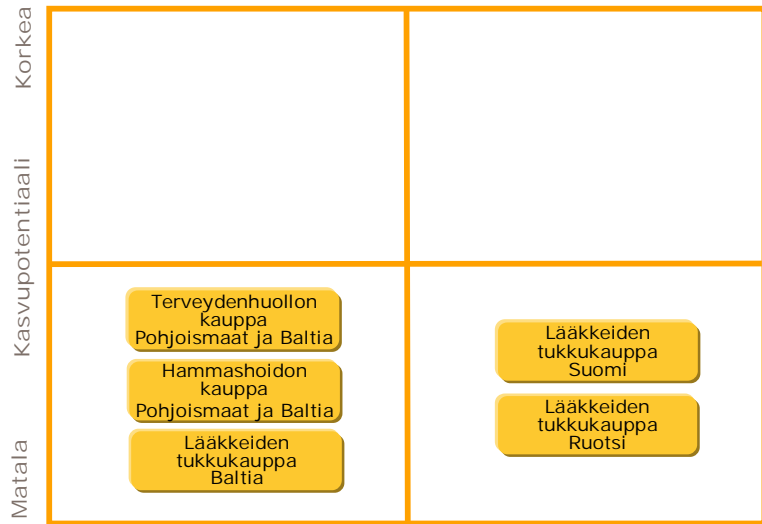 Korkea
Kasvupotentiaali
Matala
Terveydenhuollon
kauppa
Pohjoismaat ja Baltia
Hammashoidon
kauppa
Pohjoismaat ja Baltia
Lääkkeiden
tukkukauppa
Baltia
Lääkkeiden
tukkukauppa
Suomi
Lääkkeiden
tukkukauppa
Ruotsi